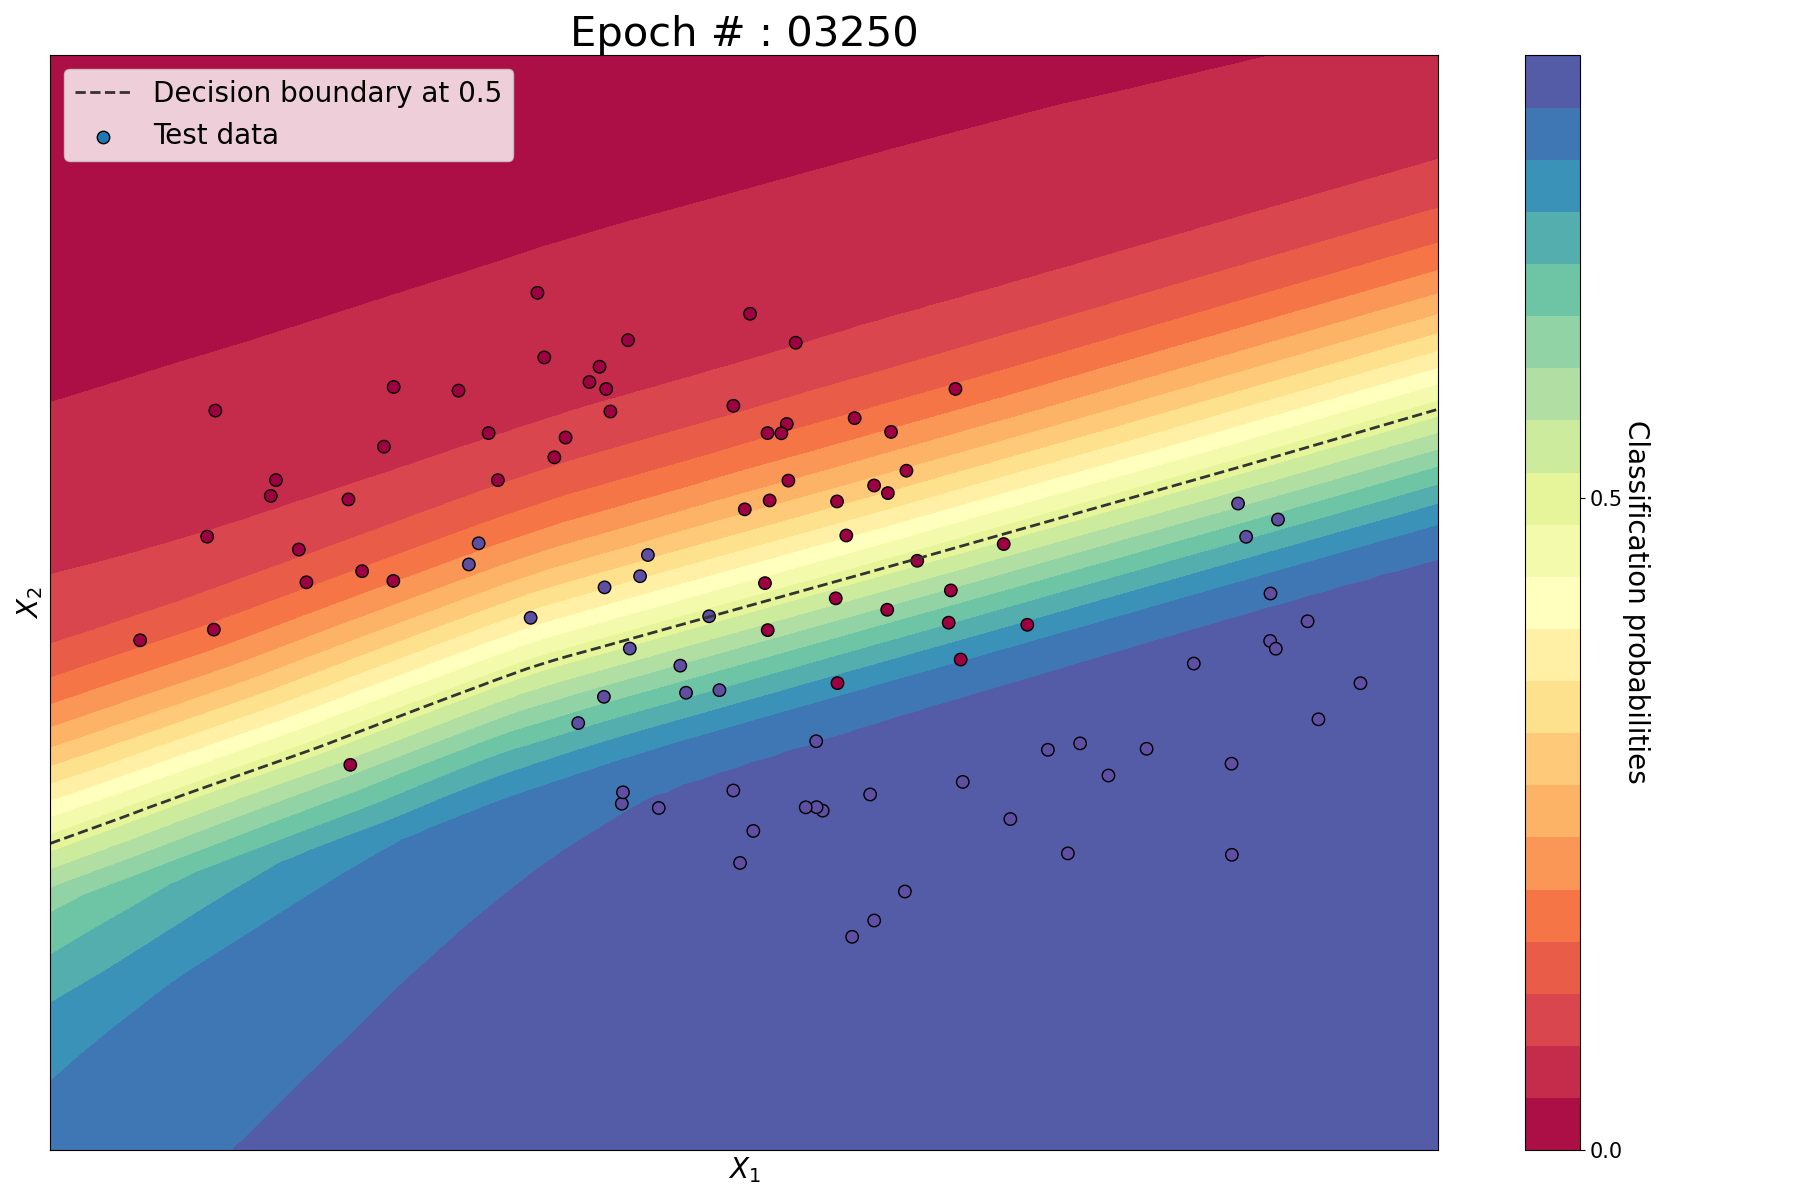 Epoch # : 03250
Decision boundary at 0.5
Test data
X₂
X₁
0.5
0.0
Classification probabilities